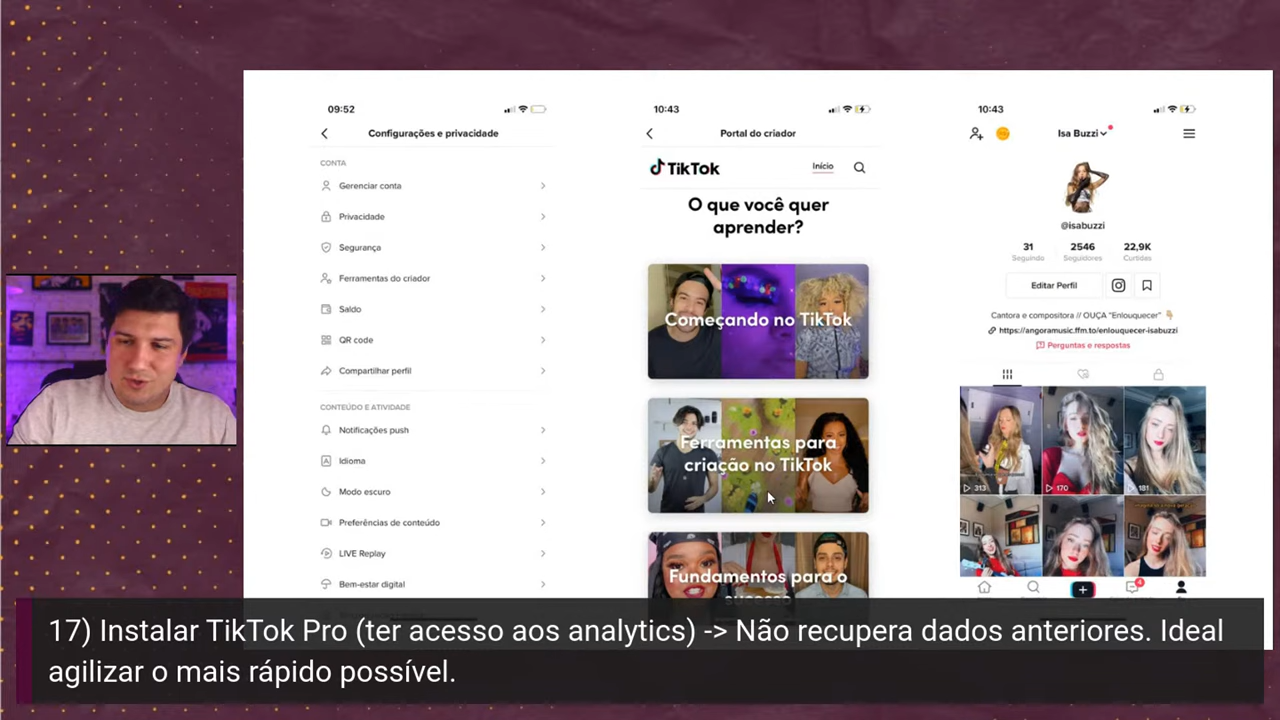 09:52
Configurações e privacidade
CONTA
Gerenciar conta
Privacidade
Segurança
Ferramentas do criador
Saldo
QR code
Compartilhar perfil
CONTEÚDO E ATIVIDADE
Notificações push
Idioma
Modo escuro
Preferências de conteúdo
LIVE Replay
Bem-estar digital
10:43
Portal do criador
TikTok
Início
O que você quer
aprender?
Começando no TikTok
Ferramentas para
criação no TikTok
Fundamentos para o
sucesso
10:43
Isa Buzzi
@isabuzzi
31 2546 22,9K
Seguindo Seguidores Curtidas
Editar Perfil
Cantora e compositora // OUÇA "Enlouquecer"
https://angoramusic.ffm.to/enlouquecer-isabuzzi
Perguntas e respostas
313 170 181
4
17) Instalar TikTok Pro (ter acesso aos analytics) -> Não recupera dados anteriores. Ideal
agilizar o mais rápido possível.